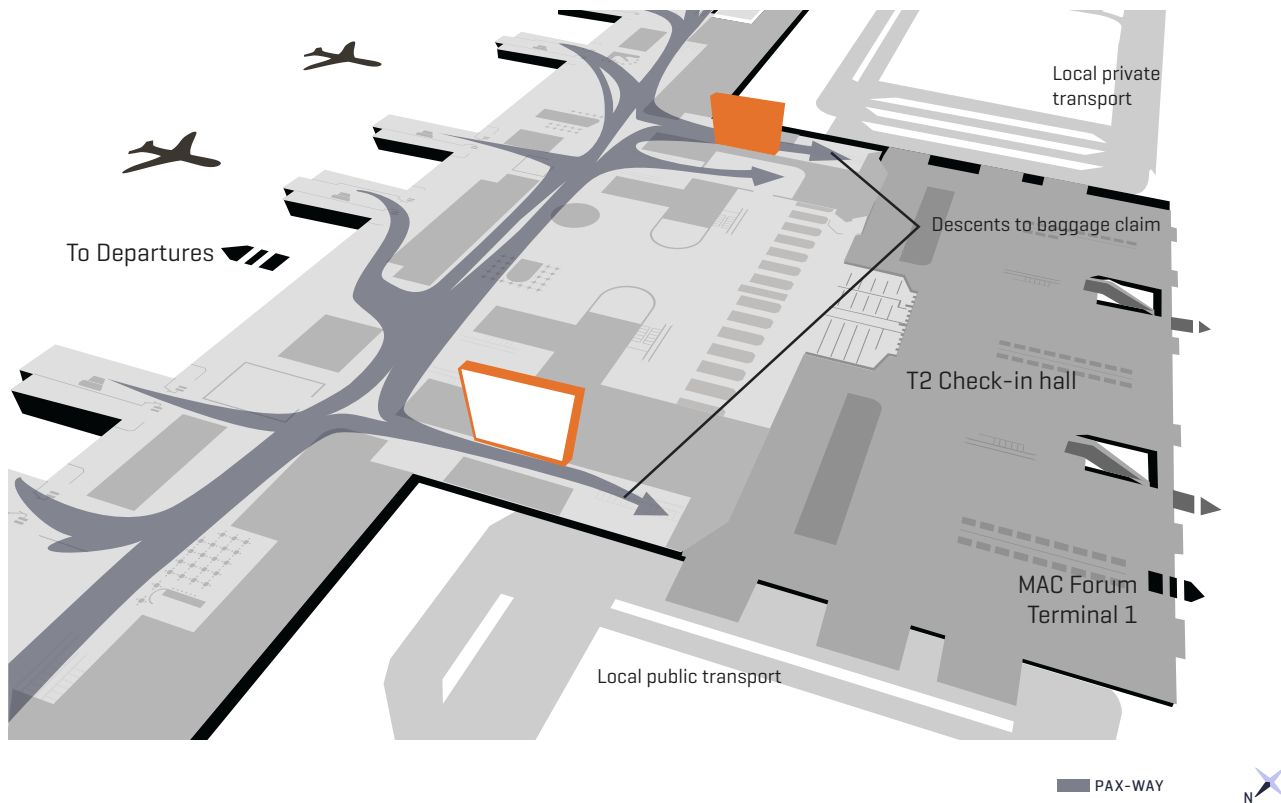 Local private
transport
Descents to baggage claim
To Departures
T2 Check-in hall
MAC Forum
Terminal 1
Local public transport
PAX-WAY
N